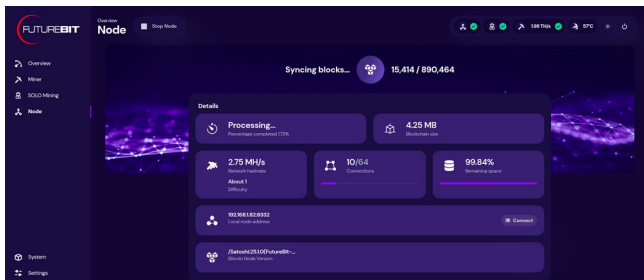 FUTUREBIT
Overview
Node
Stop Node
1.98 TH/s
57°C
Overview
Miner
SOLO Mining
Node
System
Settings
Syncing blocks...
15,414 / 890,464
Details
Processing...
Percentage completed 1.73%
4.25 MB
Blockchain size
2.75 MH/s
Network hashrate
About 1
Difficulty
10/64
Connections
99.84%
Remaining space
192.168.1.82:8332
Local node address
Connect
/Satoshi:25.1.0(FutureBit-...
Bitcoin Node Version